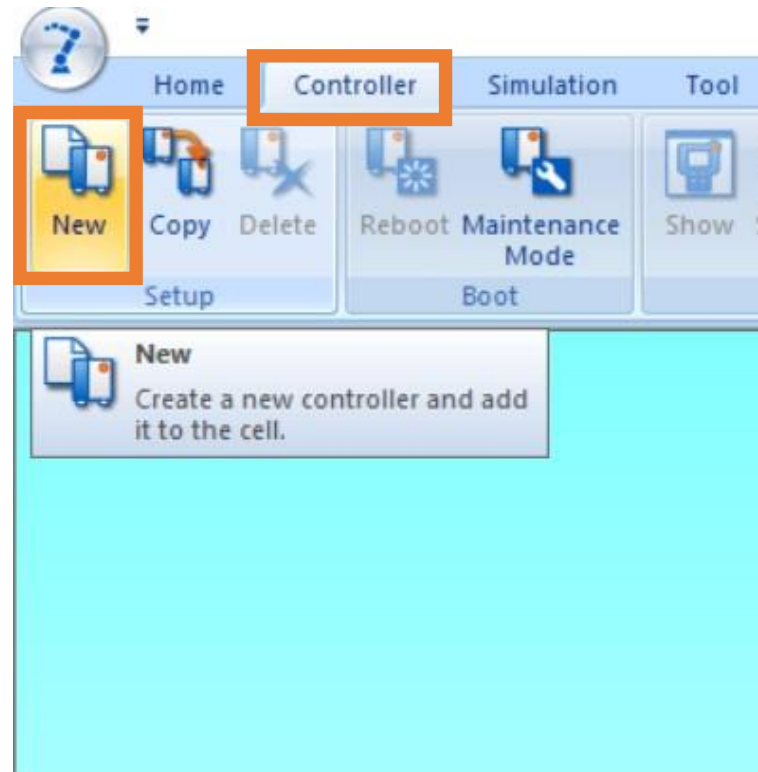 Home Controller Simulation Tool
New Copy Delete Reboot Maintenance Mode Show
Setup Boot
New
Create a new controller and add
it to the cell.